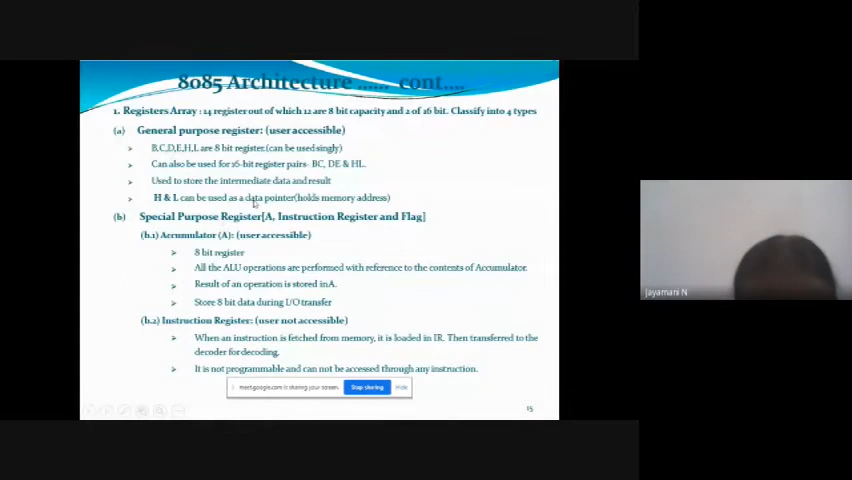 8085 Architecture ...... cont....
1. Registers Array : 14 register out of which 12 are 8 bit capacity and 2 of 16 bit. Classify into 4 types
(a) General purpose register: (user accessible)
B,C,D,E,H,L are 8 bit register.(can be used singly)
Can also be used for 16-bit register pairs- BC, DE & HL.
Used to store the intermediate data and result
H & L can be used as a data pointer(holds memory address)
(b) Special Purpose Register[A, Instruction Register and Flag]
(b.1) Accumulator (A): (user accessible)
8 bit register
All the ALU operations are performed with reference to the contents of Accumulator.
Result of an operation is stored in A.
Store 8 bit data during I/O transfer
(b.2) Instruction Register: (user not accessible)
When an instruction is fetched from memory, it is loaded in IR. Then transferred to the
decoder for decoding.
It is not programmable and can not be accessed through any instruction.
meet.google.com is sharing your screen. Stop sharing Hide
15
Jayamani N